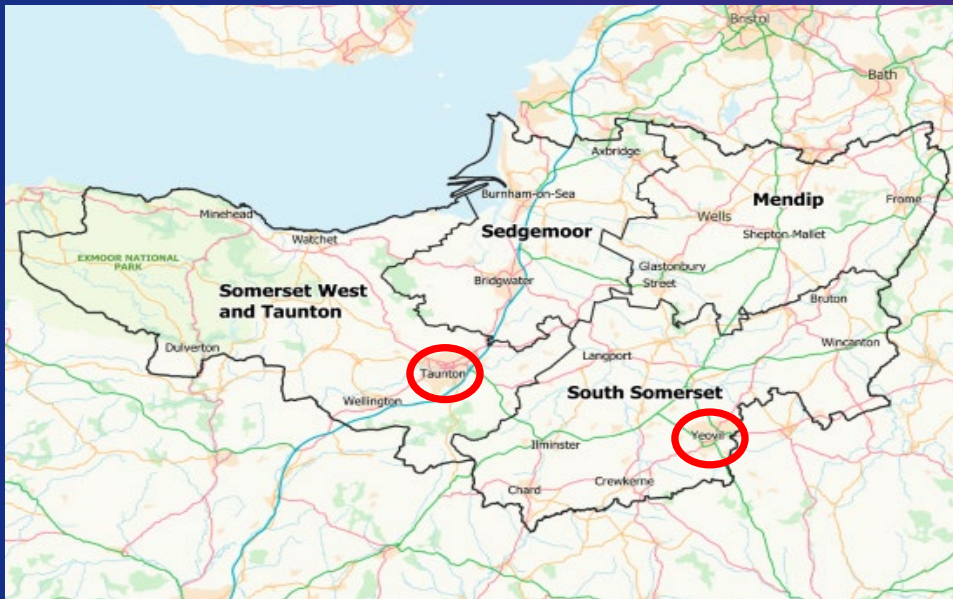 Bristol
Bath
Axbridge
Burnham-on-Sea
Mendip
Frome
Minehead
Wells
Watchet
Sedgemoor
Shepton Mallet
EXMOOR NATIONAL
PARK
Glastonbury
Street
Bridgwater
Somerset West
and Taunton
Bruton
Dulverton
Langport
Wincanton
Taunton
South Somerset
Wellington
Yeovil
Ilminster
Crewkerne
Chard